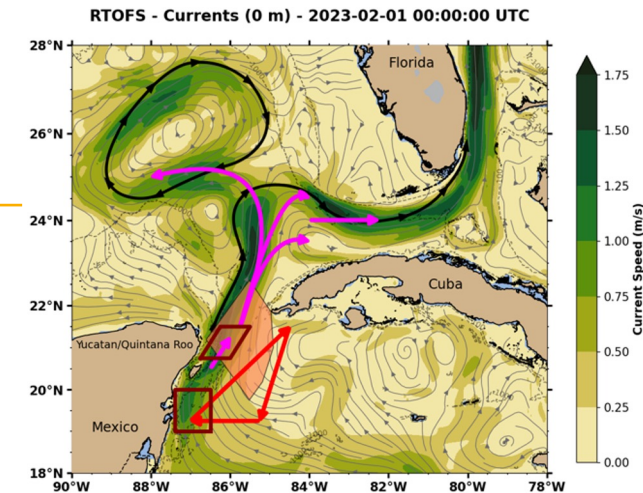 RTOFS - Currents (0 m) - 2023-02-01 00:00:00 UTC
28°N
26°N
24°N
22°N
20°N
18°N
90°W 88°W 86°W 84°W 82°W 80°W 78°W
Florida
Cuba
Yucatan/Quintana Roo
Mexico
1.75
1.50
1.25
1.00
0.75
0.50
0.25
0.00
Current Speed (m/s)